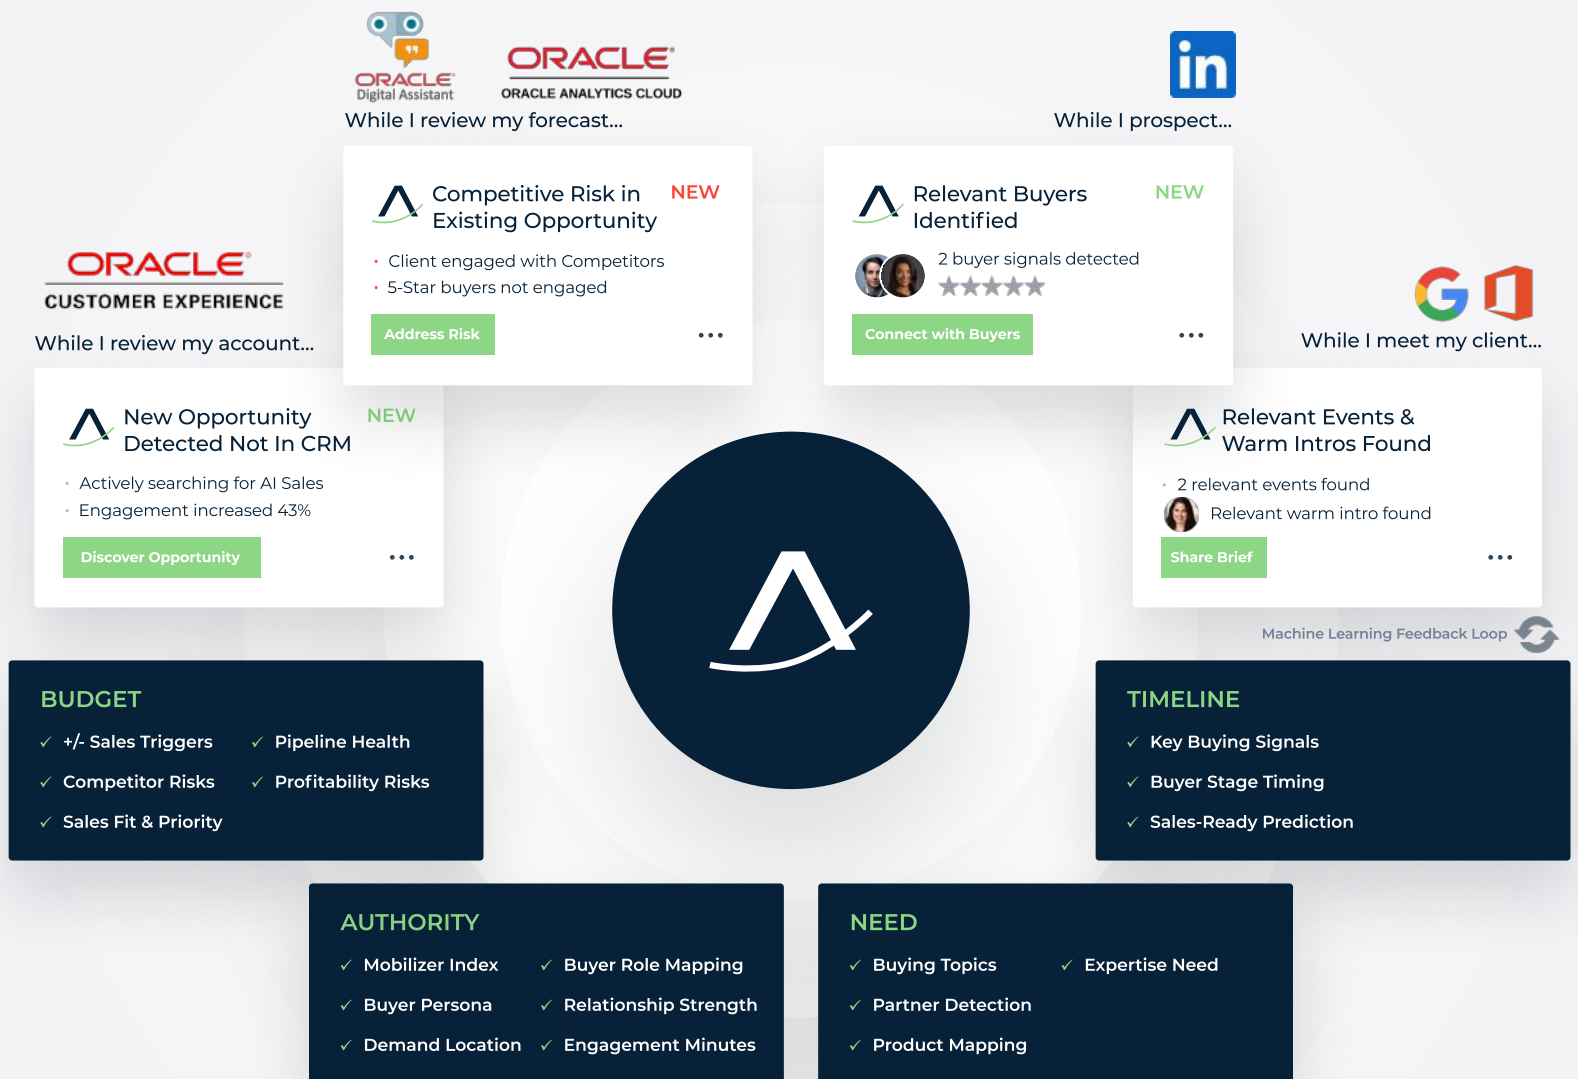 ORACLE
Digital Assistant
ORACLE
ORACLE ANALYTICS CLOUD
While I review my forecast...
in
While I prospect...
Competitive Risk in
Existing Opportunity
NEW
• Client engaged with Competitors
• 5-Star buyers not engaged
Address Risk
Relevant Buyers
Identified
NEW
2 buyer signals detected
Connect with Buyers
ORACLE
CUSTOMER EXPERIENCE
While I review my account...
New Opportunity
Detected Not In CRM
NEW
• Actively searching for AI Sales
• Engagement increased 43%
Discover Opportunity
G
While I meet my client...
Relevant Events &
Warm Intros Found
• 2 relevant events found
Relevant warm intro found
Share Brief
Machine Learning Feedback Loop
BUDGET
✓ +/- Sales Triggers
✓ Competitor Risks
✓ Sales Fit & Priority
✓ Pipeline Health
✓ Profitability Risks
TIMELINE
✓ Key Buying Signals
✓ Buyer Stage Timing
✓ Sales-Ready Prediction
AUTHORITY
✓ Mobilizer Index
✓ Buyer Persona
✓ Demand Location
✓ Buyer Role Mapping
✓ Relationship Strength
✓ Engagement Minutes
NEED
✓ Buying Topics
✓ Partner Detection
✓ Product Mapping
✓ Expertise Need